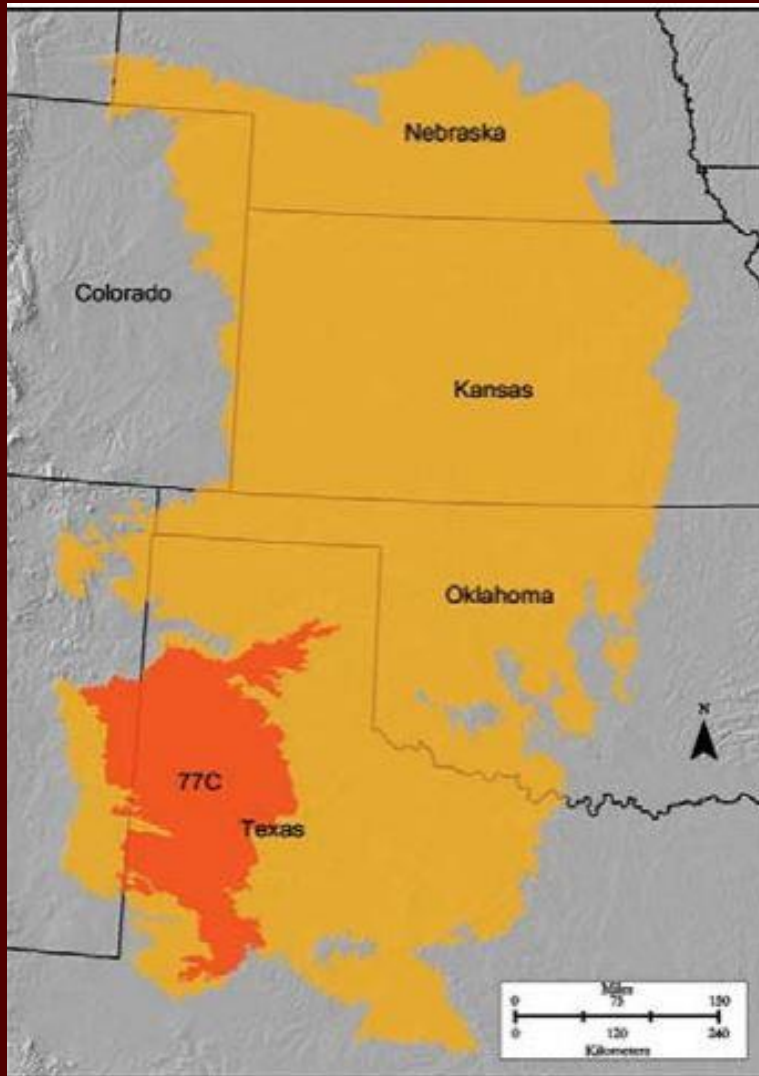 Nebraska
Colorado
Kansas
Oklahoma
N
77C
Texas
Miles
0 75 150
0 120 240
Kilometers